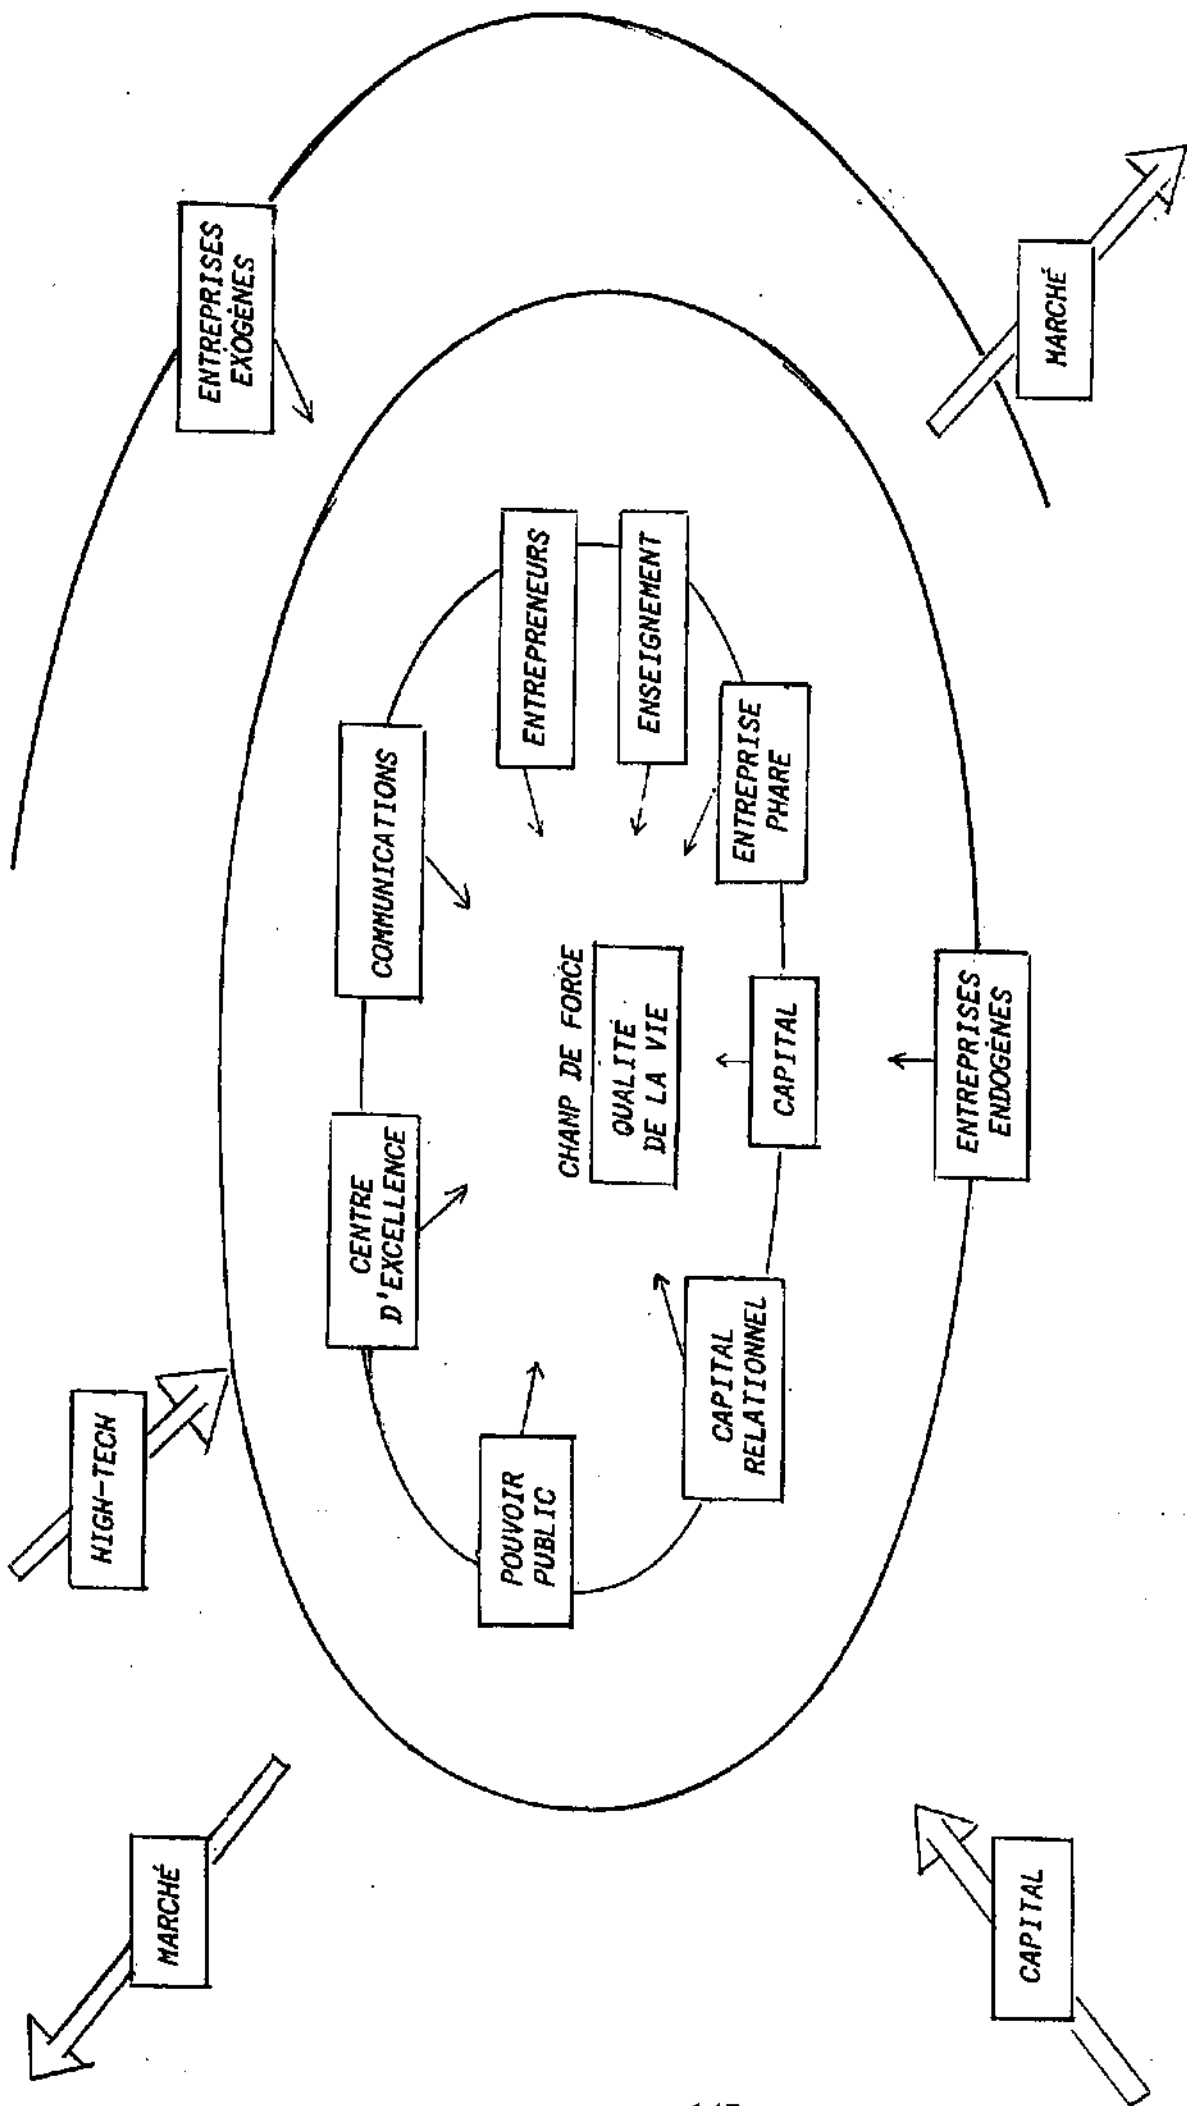 HIGH-TECH
MARCHÉ
ENTREPRISES
EXOGÈNES
CENTRE
D'EXCELLENCE
COMMUNICATIONS
POUVOIR
PUBLIC
CHAMP DE FORCE
QUALITÉ
DE LA VIE
ENTREPRENEURS
ENSEIGNEMENT
CAPITAL
RELATIONNEL
CAPITAL
ENTREPRISE
PHARE
ENTREPRISES
ENDOGÈNES
CAPITAL
MARCHÉ